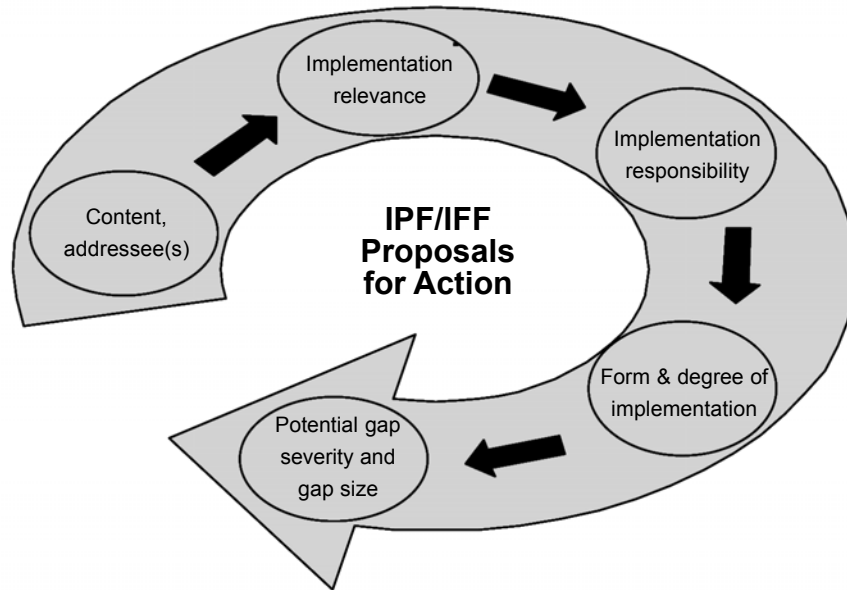 Content,
addressee(s)
Implementation
relevance
Implementation
responsibility
Form & degree of
implementation
Potential gap
severity and
gap size
IPF/IFF
Proposals
for Action